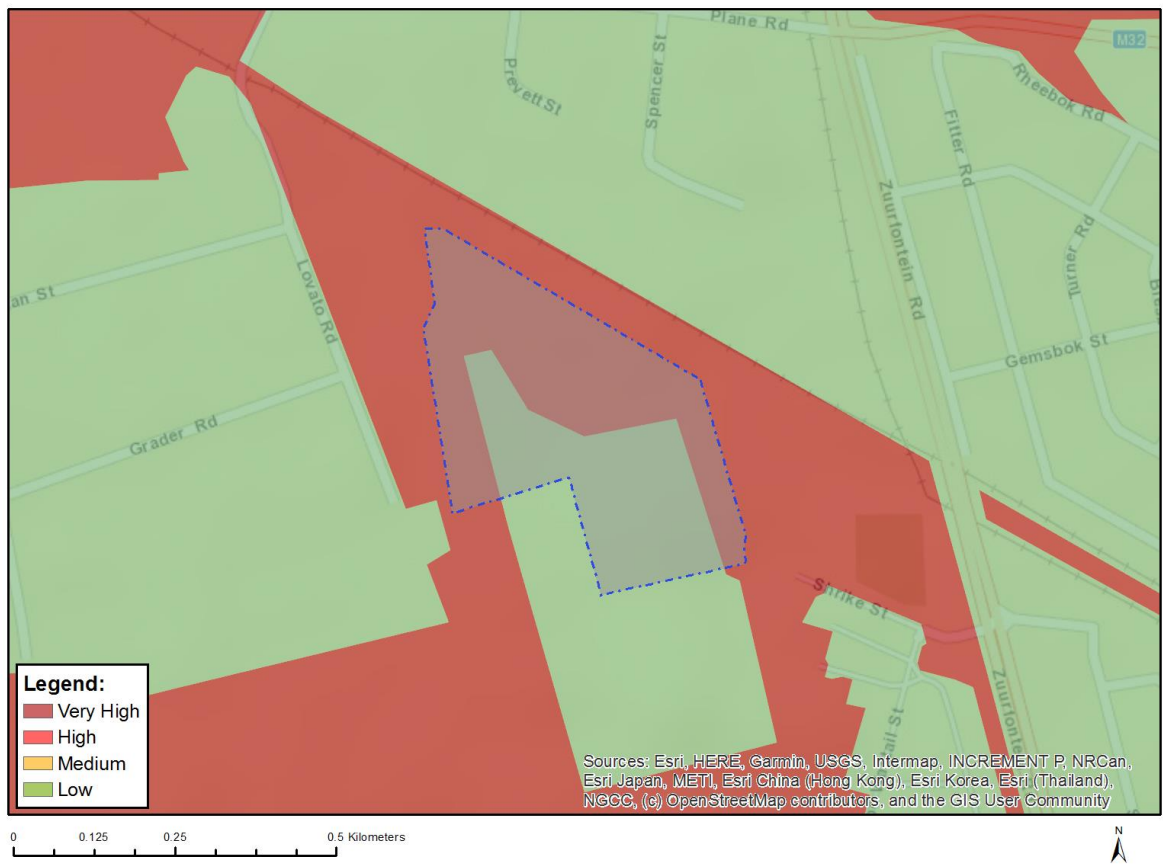 Plane Rd
M32
Prevett St
Spencer St
Rheebok Rd
Fitter Rd
Zuurfontein Rd
Turner Rd
an St
Lovato Rd
Gemsbok St
Grader Rd
Shrike St
Zuurfonte
tail St
Legend:
Very High
High
Medium
Low
Sources: Esri, HERE, Garmin, USGS, Intermap, INCREMENT P, NRCan,
Esri Japan, METI, Esri China (Hong Kong), Esri Korea, Esri (Thailand),
NGCC, (c) OpenStreetMap contributors, and the GIS User Community
0 0.125 0.25 0.5 Kilometers
N